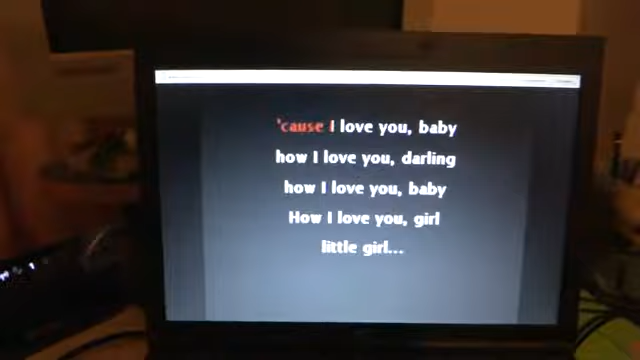 'cause I love you, baby
how I love you, darling
how I love you, baby
How I love you, girl
little girl...